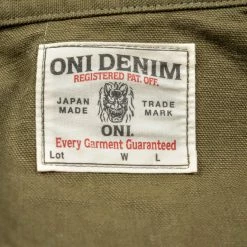 ONI DENIM
REGISTERED PAT. OFF.
JAPAN TRADE
MADE MARK
ONI.
Every Garment Guaranteed
Lot W L